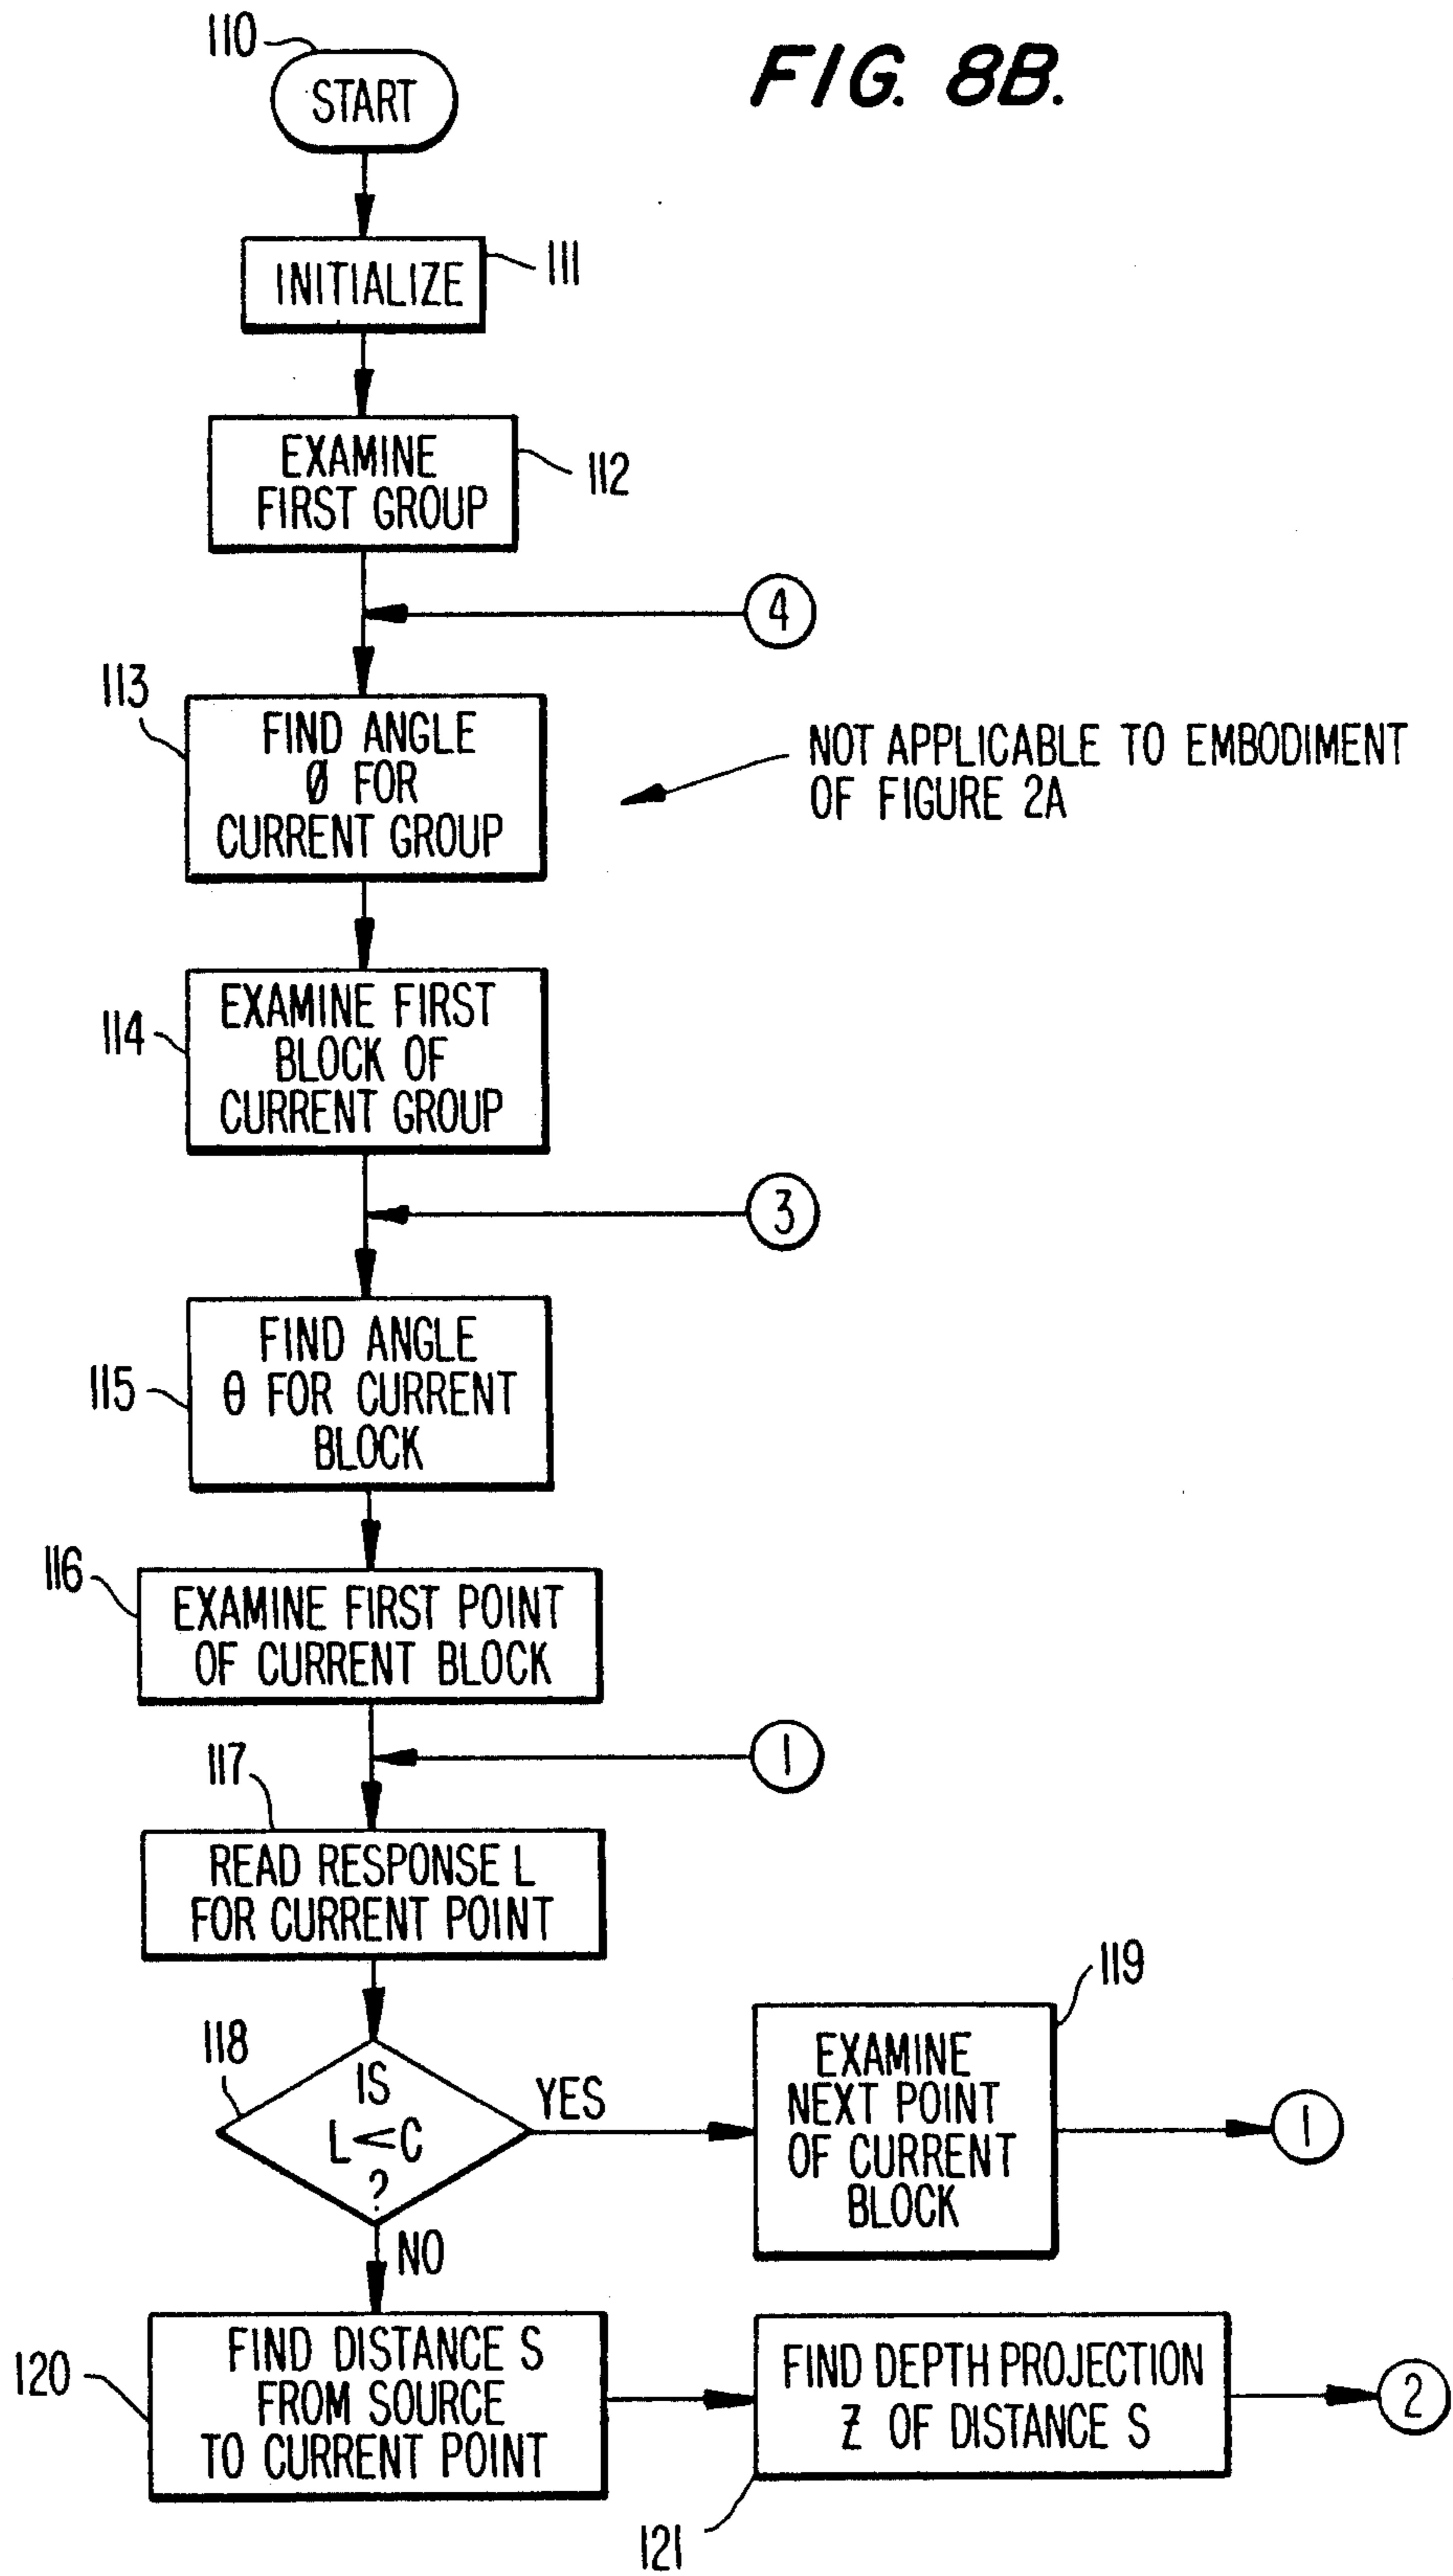 FIG. 8B.
110
START
INITIALIZE
111
EXAMINE
FIRST GROUP
112
4
113
FIND ANGLE
Ø FOR
CURRENT GROUP
NOT APPLICABLE TO EMBODIMENT
OF FIGURE 2A
114
EXAMINE FIRST
BLOCK OF
CURRENT GROUP
3
115
FIND ANGLE
θ FOR CURRENT
BLOCK
116
EXAMINE FIRST POINT
OF CURRENT BLOCK
1
117
READ RESPONSE L
FOR CURRENT POINT
118
IS
L<C
?
YES
NO
119
EXAMINE
NEXT POINT
OF CURRENT
BLOCK
1
120
FIND DISTANCE S
FROM SOURCE
TO CURRENT POINT
FIND DEPTH PROJECTION
Z OF DISTANCE S
2
121